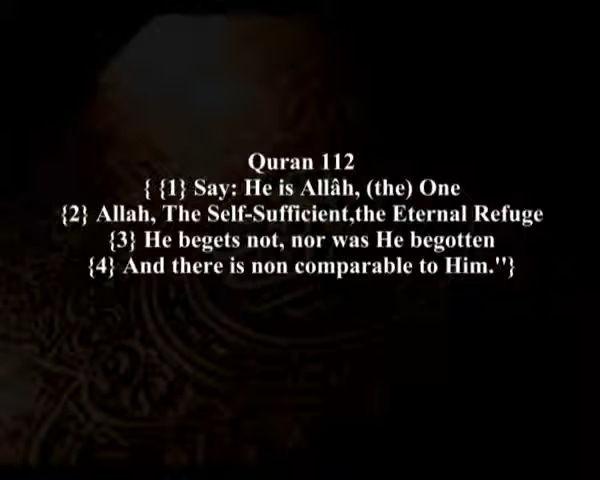 Quran 112
{ {1} Say: He is Allâh, (the) One
{2} Allah, The Self-Sufficient,the Eternal Refuge
{3} He begets not, nor was He begotten
{4} And there is non comparable to Him."}